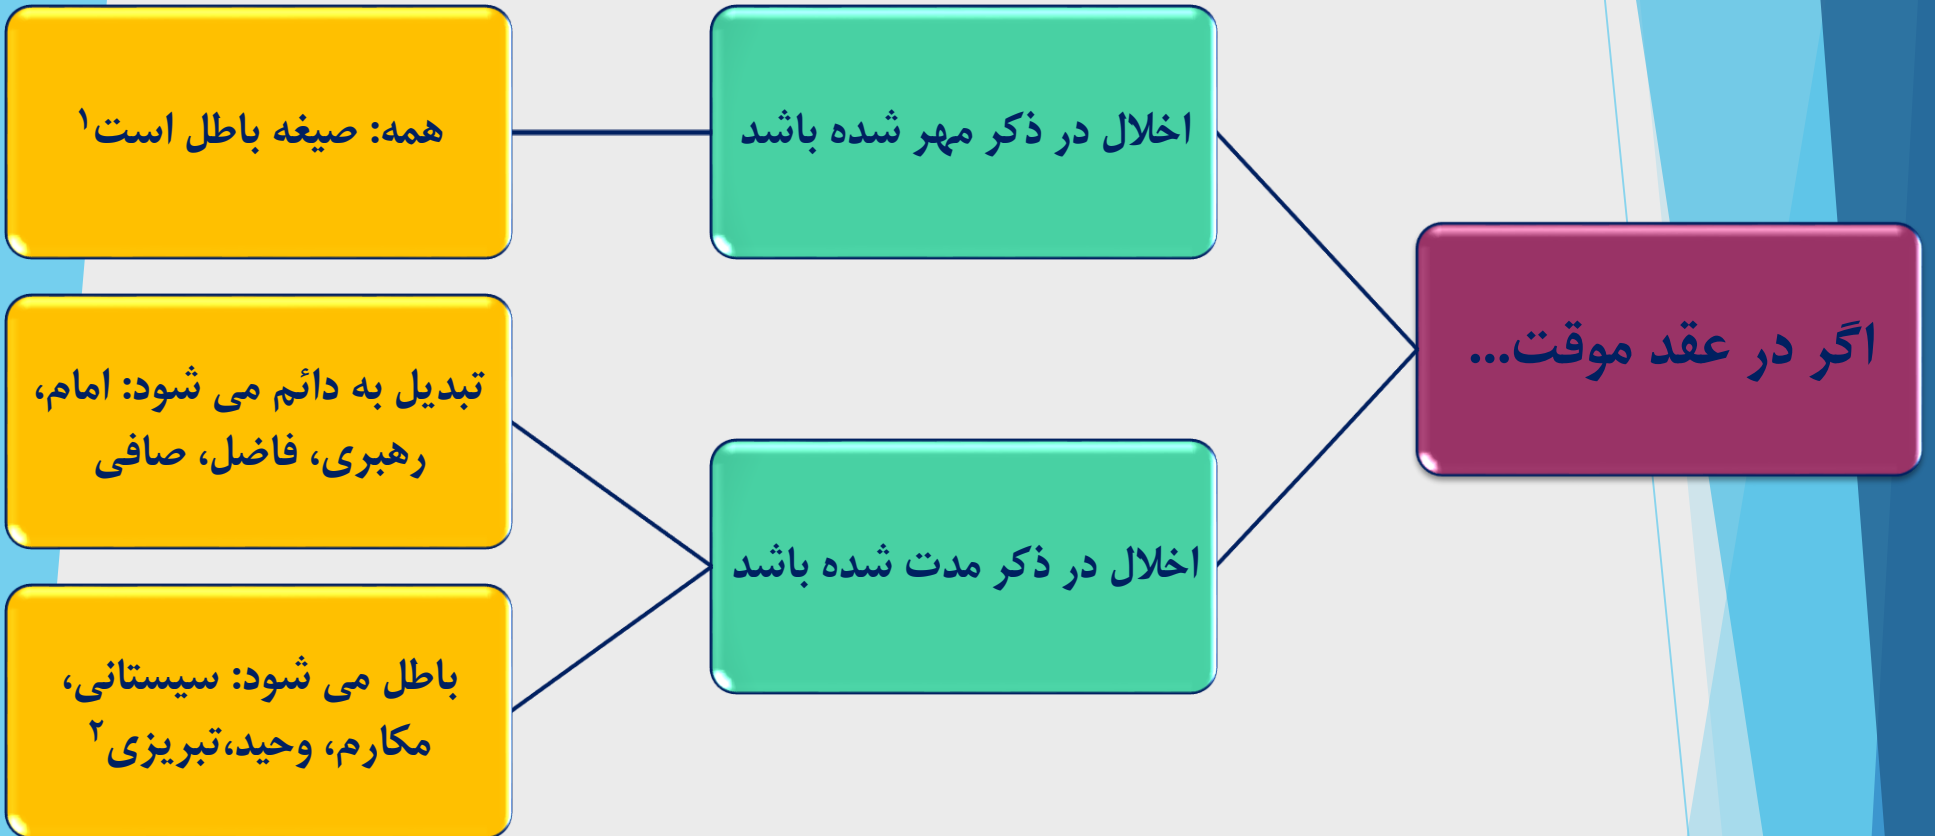 اگر در عقد موقت...
اخلال در ذکر مهر شده باشد
همه: صیغه باطل است۱
اخلال در ذکر مدت شده باشد
تبدیل به دائم می شود: امام،
رهبری، فاضل، صافی
باطل می شود: سیستانی،
مکارم، وحید،تبریزی۲